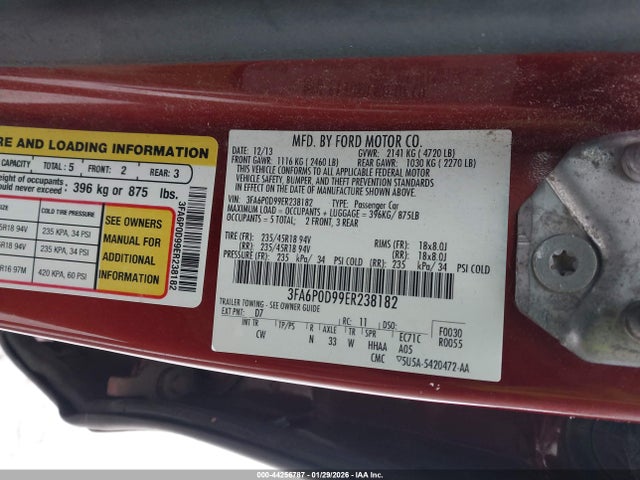 RE AND LOADING INFORMATION
CAPACITY TOTAL: 5 FRONT: 2 REAR: 3
eight of occupants
ould never exceed 396 kg or 875 lbs.
COLD TIRE PRESSURE
5R18 94V 235 KPA, 34 PSI
5R18 94V 235 KPA, 34 PSI
R16 97M 420 KPA, 60 PSI
SEE OWNERS
MANUAL FOR
ADDITIONAL
INFORMATION
3FA6P0D99ER238182
MFD. BY FORD MOTOR CO.
12/13 GVWR: 2141 KG ( 4720 LB)
FRONT GAWR: 1116 KG ( 2460 LB) REAR GAWR: 1030 KG ( 2270 LB)
THIS VEHICLE CONFORMS TO ALL APPLICABLE FEDERAL MOTOR
VEHICLE SAFETY, BUMPER, AND THEFT PREVENTION STANDARDS
IN EFFECT ON THE DATE OF MANUFACTURE SHOWN ABOVE.
VIN: 3FA6P0D99ER238182 TYPE: Passenger Car
MAXIMUM LOAD = OCCUPANTS + LUGGAGE = 396KG/ 875LB
OCCUPANTS = 5 TOTAL, 2 FRONT, 3 REAR
TIRE (FR): 235/45R18 94V RIMS (FR): 18x8.0J
(RR): 235/45R18 94V (RR): 18x8.0J
PRESSURE (FR): 235 kPa/ 34 PSI COLD (RR): 235 kPa/ 34 PSI COLD
3FA6P0D99ER238182
TRAILER TOWING - SEE OWNER GUIDE
EXT PNT: D7 RC: 11 DSO: F0030
R0055
INT TR TP/PS R AXLE TR SPR EC71C
CW N 33 W HHAA A05
CMC 5U5A-5420472-AA
000-44256787 - 01/29/2026 - IAA Inc.